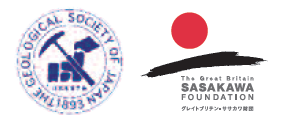 THE GEOLOGICAL SOCIETY OF JAPAN
1893
The Great Britain
SASAKAWA
FOUNDATION
グレイトブリテン・ササカワ財団